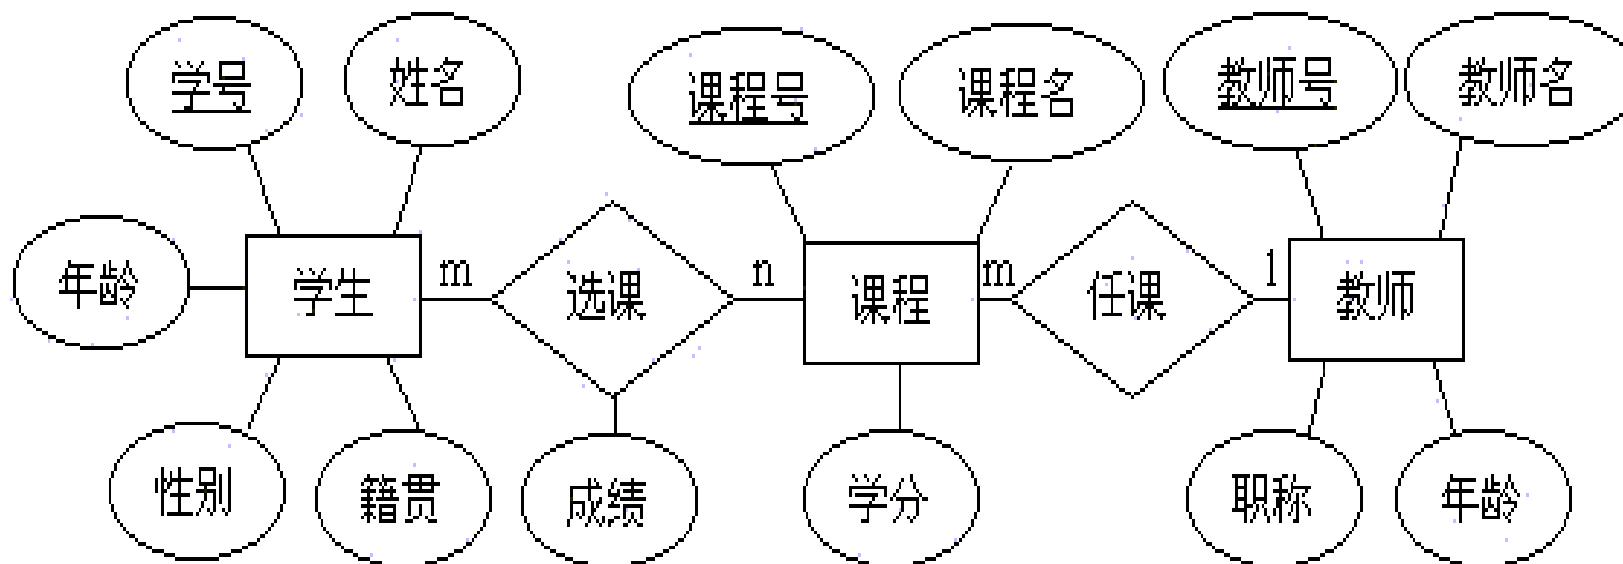 学号
姓名
课程号
课程名
教师号
教师名
年龄
学生
m
选课
n
课程
m
任课
1
教师
性别
籍贯
成绩
学分
职称
年龄